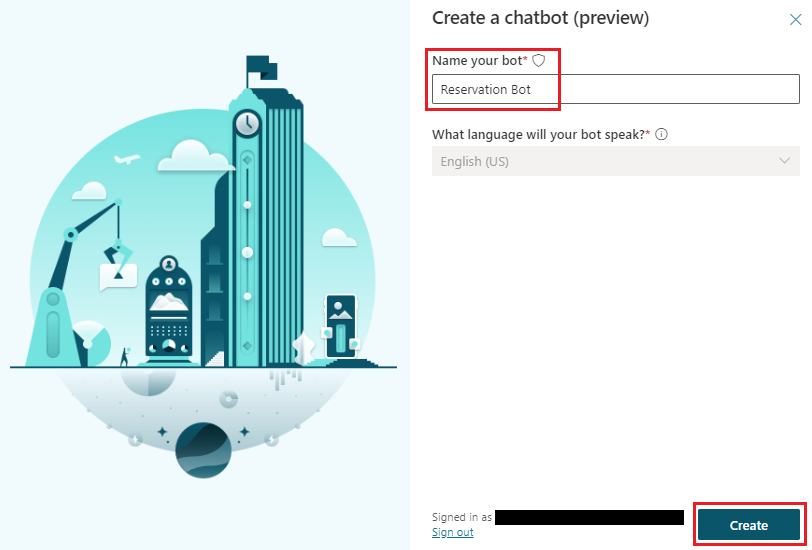 Create a chatbot (preview)
Name your bot*
Reservation Bot
What language will your bot speak?*
English (US)
Signed in as
Sign out
Create